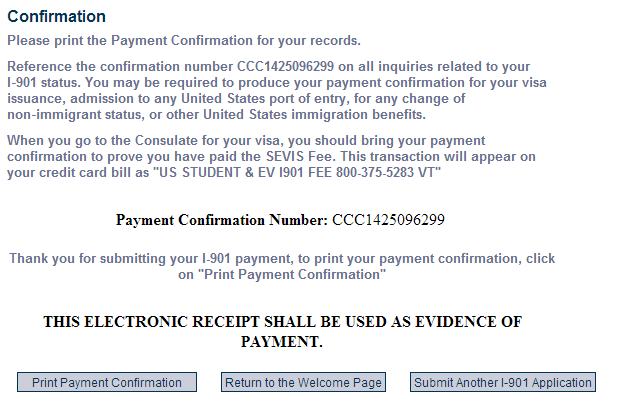 Confirmation
Please print the Payment Confirmation for your records.
Reference the confirmation number CCC1425096299 on all inquiries related to your
I-901 status. You may be required to produce your payment confirmation for your visa
issuance, admission to any United States port of entry, for any change of
non-immigrant status, or other United States immigration benefits.
When you go to the Consulate for your visa, you should bring your payment
confirmation to prove you have paid the SEVIS Fee. This transaction will appear on
your credit card bill as "US STUDENT & EV I901 FEE 800-375-5283 VT"
Payment Confirmation Number: CCC1425096299
Thank you for submitting your I-901 payment, to print your payment confirmation, click
on "Print Payment Confirmation"
THIS ELECTRONIC RECEIPT SHALL BE USED AS EVIDENCE OF
PAYMENT.
Print Payment Confirmation Return to the Welcome Page Submit Another I-901 Application